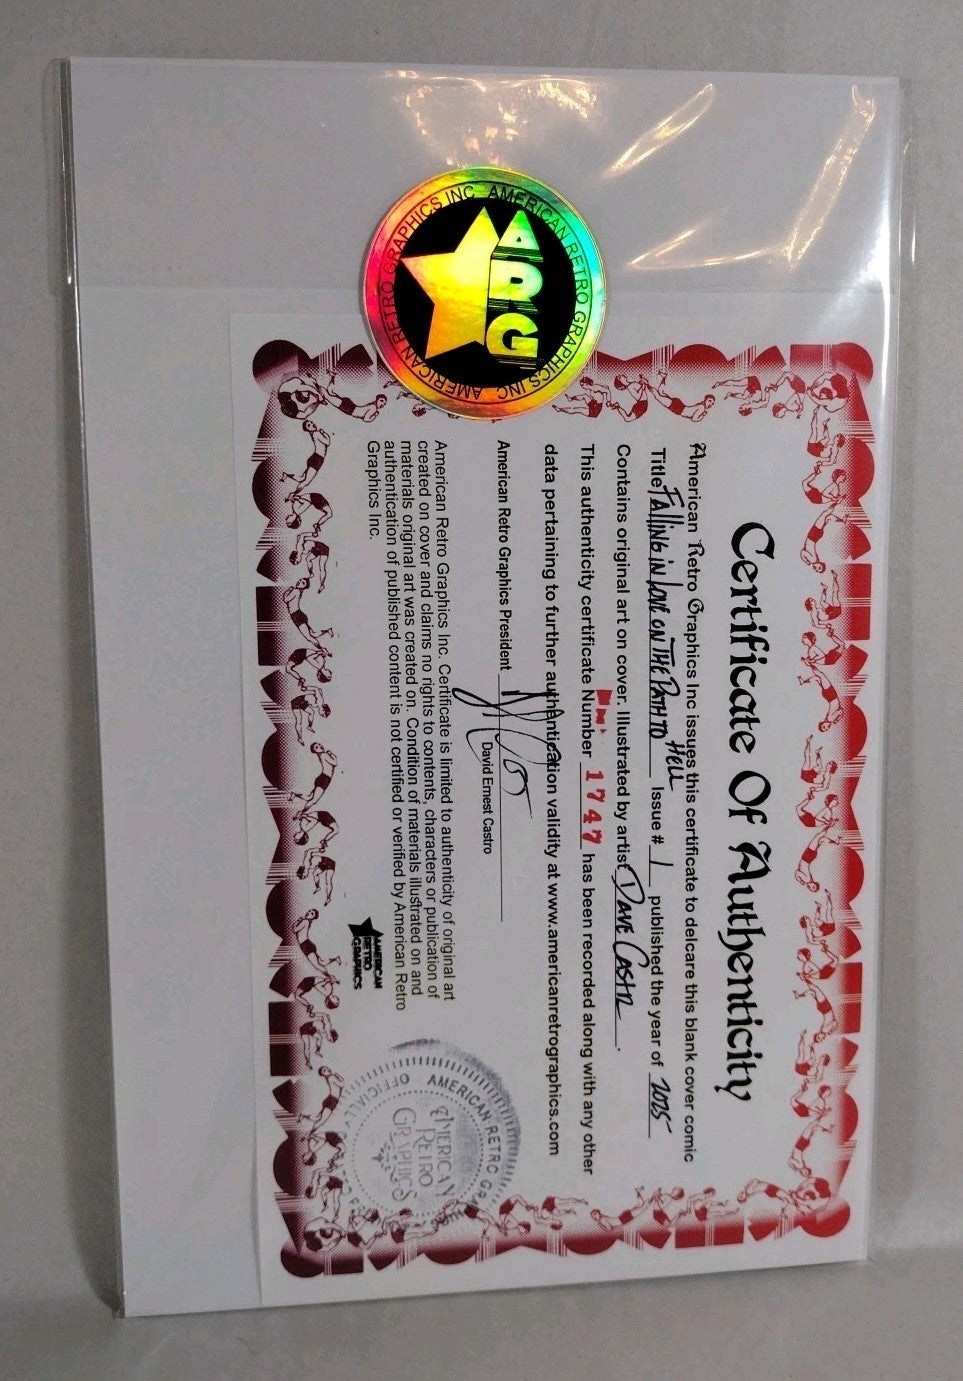 AMERICAN RETRO GRAPHICS INC AMERICAN RETRO GRAPHICS INC
ARG
Certificate Of Authenticity
American Retro Graphics Inc issues this certificate to delcare this blank cover comic
Title Falling in Love on The Path to Hell Issue # 1 published the year of 2025
Contains original art on cover. Illustrated by artist Dave Castr.
This authenticity certificate Number 1747 has been recorded along with any other
data pertaining to further authentication validity at www.americanretrographics.com
American Retro Graphics President
David Ernest Castro
American Retro Graphics Inc. Certificate is limited to authenticity of original art
created on cover and claims no rights to contents, characters or publication of
materials original art was created on. Condition of materials illustrated on and
authentication of published content is not certified or verified by American Retro
Graphics Inc.
AMERICAN
RETRO
GRAPHICS
AMERICAN RETRO
OFFICIALLY
AMERICAN
RETRO
GRAPHICS